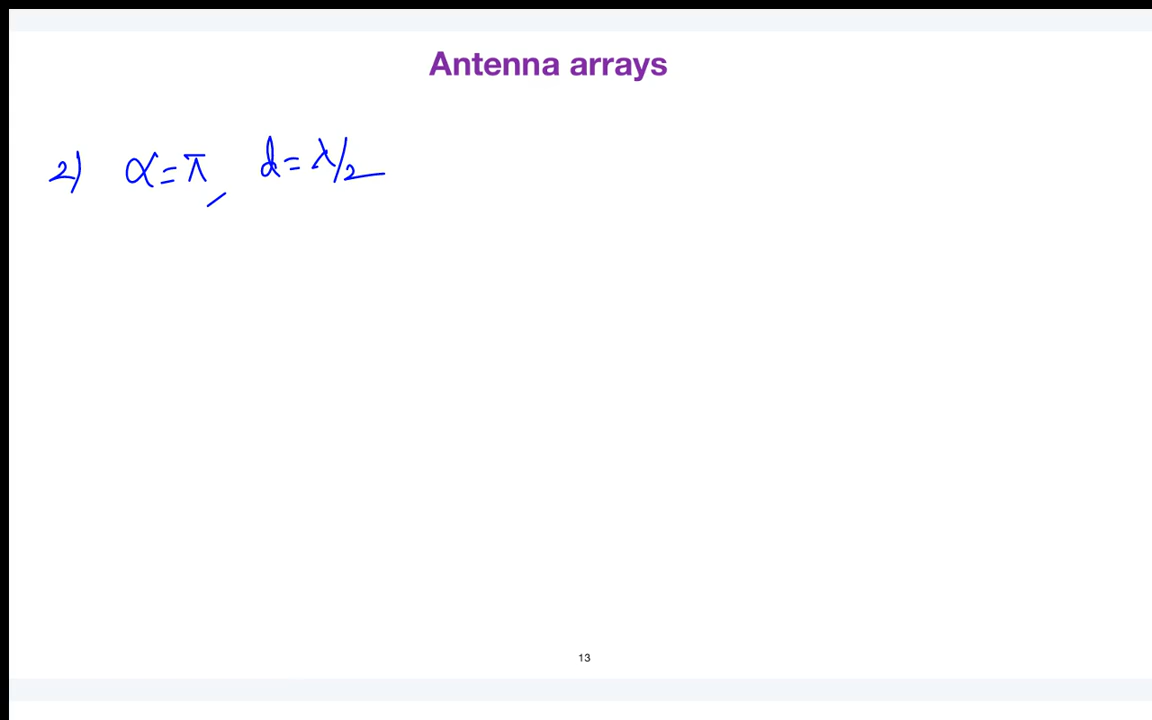 Antenna arrays
2) α = π, d = λ/2
13